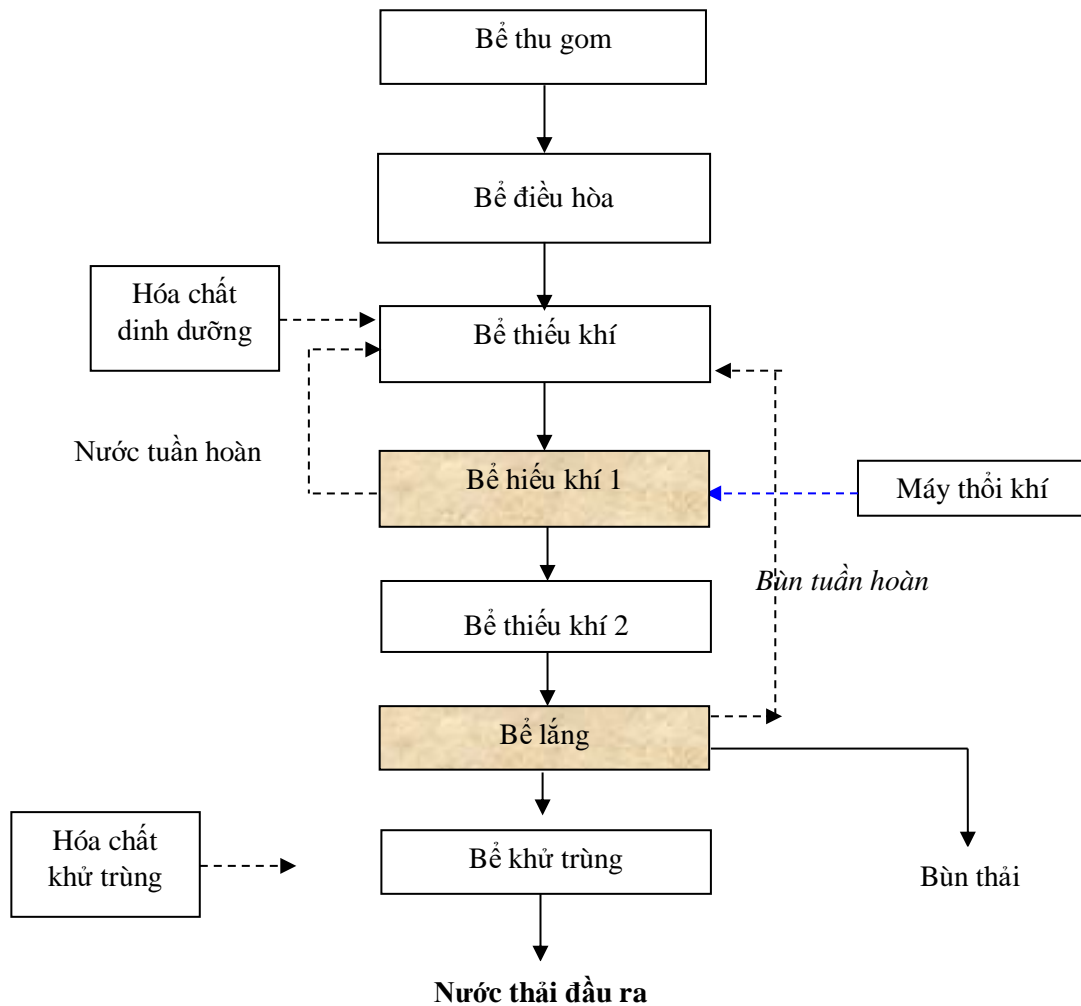 Bể thu gom
Bể điều hòa
Hóa chất
dinh dưỡng
Bể thiếu khí
Nước tuần hoàn
Bể hiếu khí 1
Máy thổi khí
Bùn tuần hoàn
Bể thiếu khí 2
Bể lắng
Hóa chất
khử trùng
Bể khử trùng
Bùn thải
Nước thải đầu ra